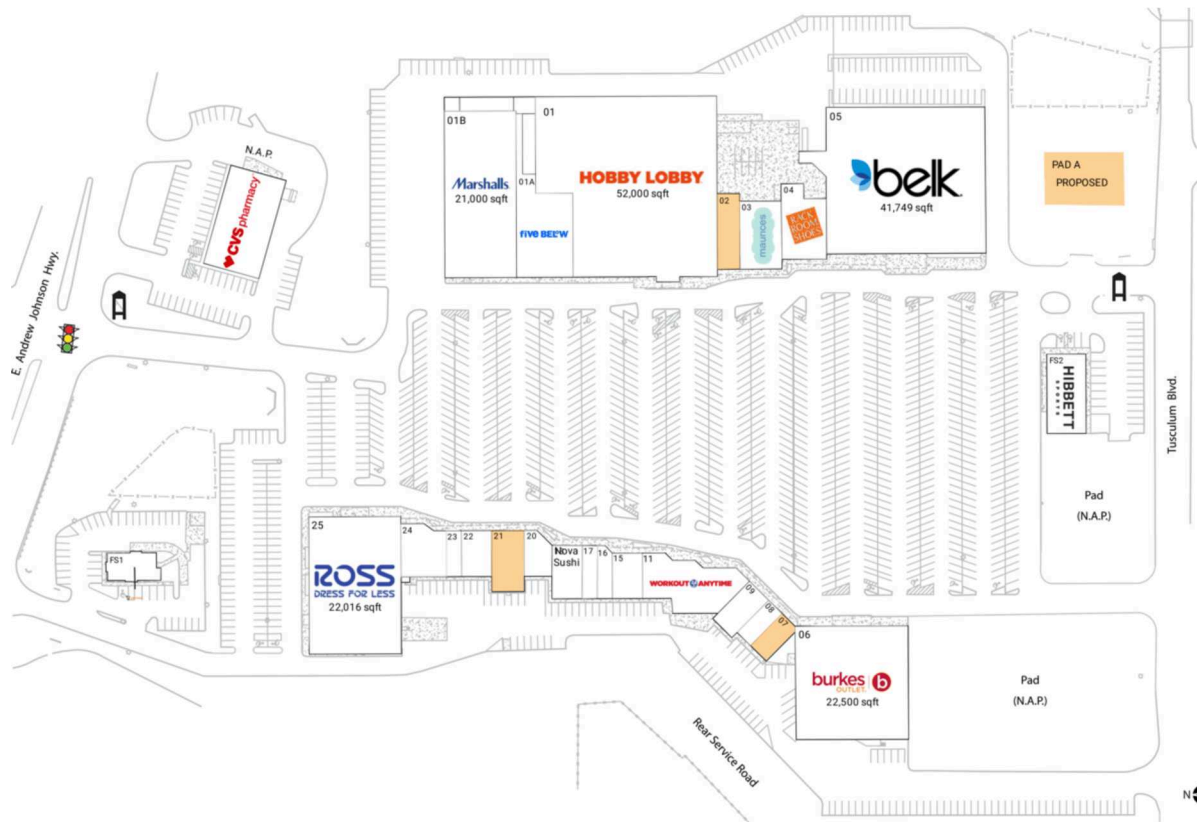 N.A.P.
CVS pharmacy
E. Andrew Johnson Hwy.
01B
Marshalls
21,000 sqft
01A
five BEL°W
01
HOBBY LOBBY
52,000 sqft
02
03
maurices
04
RACK
ROOM
SHOES
05
belk
41,749 sqft
PAD A
PROPOSED
FS2
HIBBETT
SPORTS
Tusculum Blvd.
Pad
(N.A.P.)
FS1
25
ROSS
DRESS FOR LESS
22,016 sqft
24
23
22
21
20
Nova
Sushi
17
16
15
11
WORKOUT ANYTIME
09
08
07
06
burkes b
OUTLET
22,500 sqft
Pad
(N.A.P.)
Rear Service Road
N